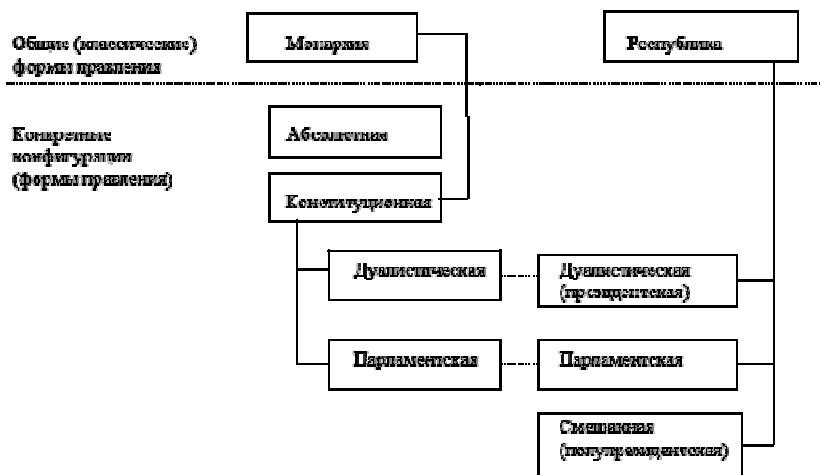 Общие (классические)
формы правления
Монархия
Республика
Конкретные
конфигурации
(формы правления)
Абсолютная
Конституционная
Дуалистическая
Дуалистическая
(президентская)
Парламентская
Парламентская
Смешанная
(полупрезидентская)